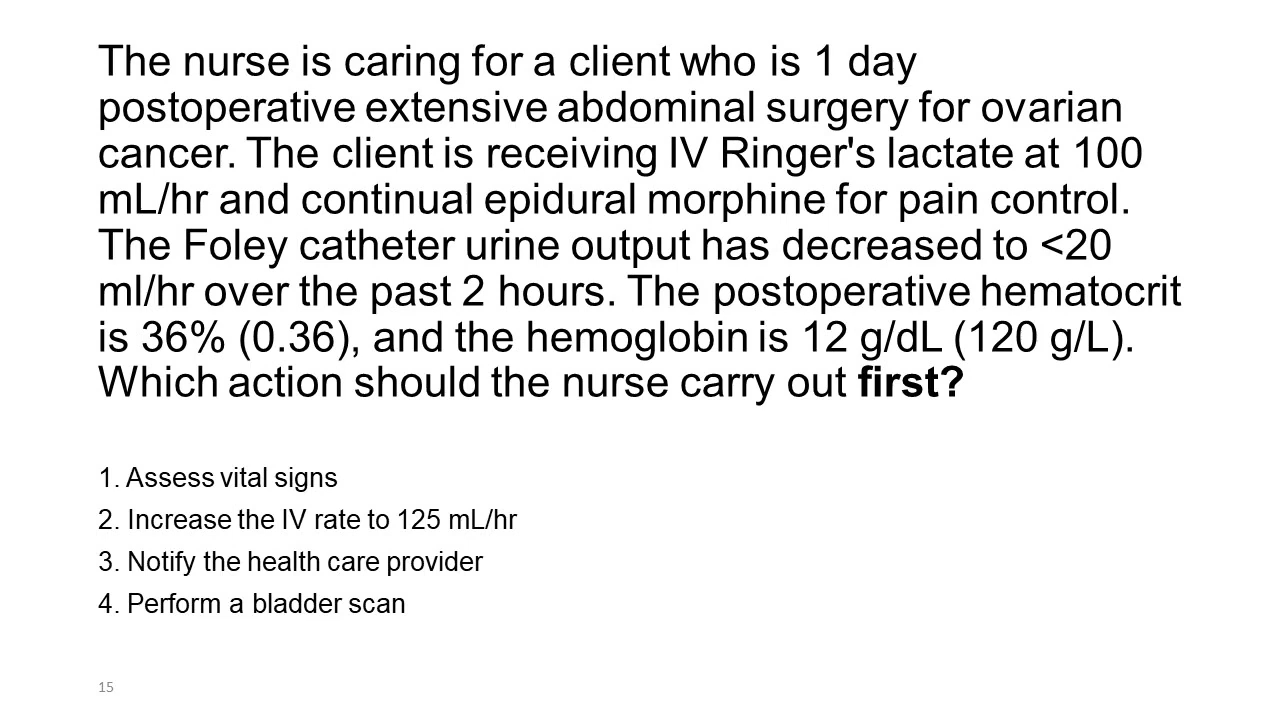 The nurse is caring for a client who is 1 day
postoperative extensive abdominal surgery for ovarian
cancer. The client is receiving IV Ringer's lactate at 100
mL/hr and continual epidural morphine for pain control.
The Foley catheter urine output has decreased to <20
ml/hr over the past 2 hours. The postoperative hematocrit
is 36% (0.36), and the hemoglobin is 12 g/dL (120 g/L).
Which action should the nurse carry out first?
1. Assess vital signs
2. Increase the IV rate to 125 mL/hr
3. Notify the health care provider
4. Perform a bladder scan
15